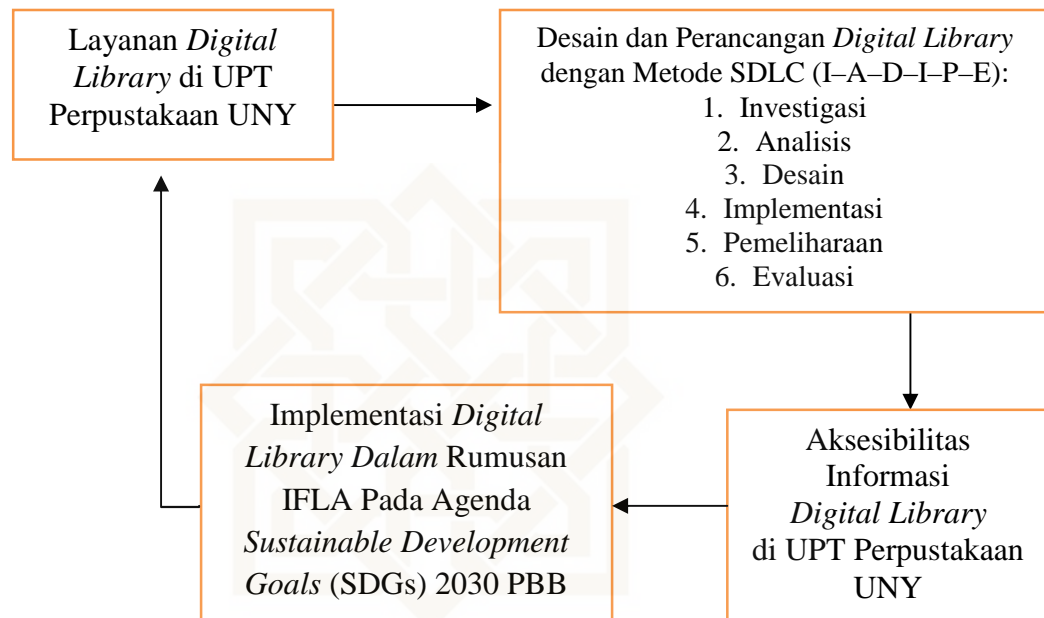 Layanan Digital
Library di UPT
Perpustakaan UNY
Desain dan Perancangan Digital Library
dengan Metode SDLC (I–A–D–I–P–E):
1. Investigasi
2. Analisis
3. Desain
4. Implementasi
5. Pemeliharaan
6. Evaluasi
Aksesibilitas
Informasi
Digital Library
di UPT Perpustakaan
UNY
Implementasi Digital
Library Dalam Rumusan
IFLA Pada Agenda
Sustainable Development
Goals (SDGs) 2030 PBB